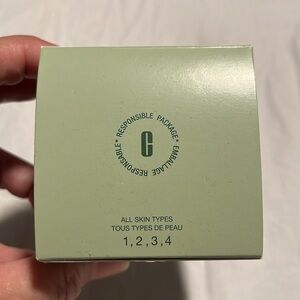 RESPONSIBLE PACKAGE* EMBALLAGE RESPONSABLE*
C
ALL SKIN TYPES
TOUS TYPES DE PEAU
1,2,3,4